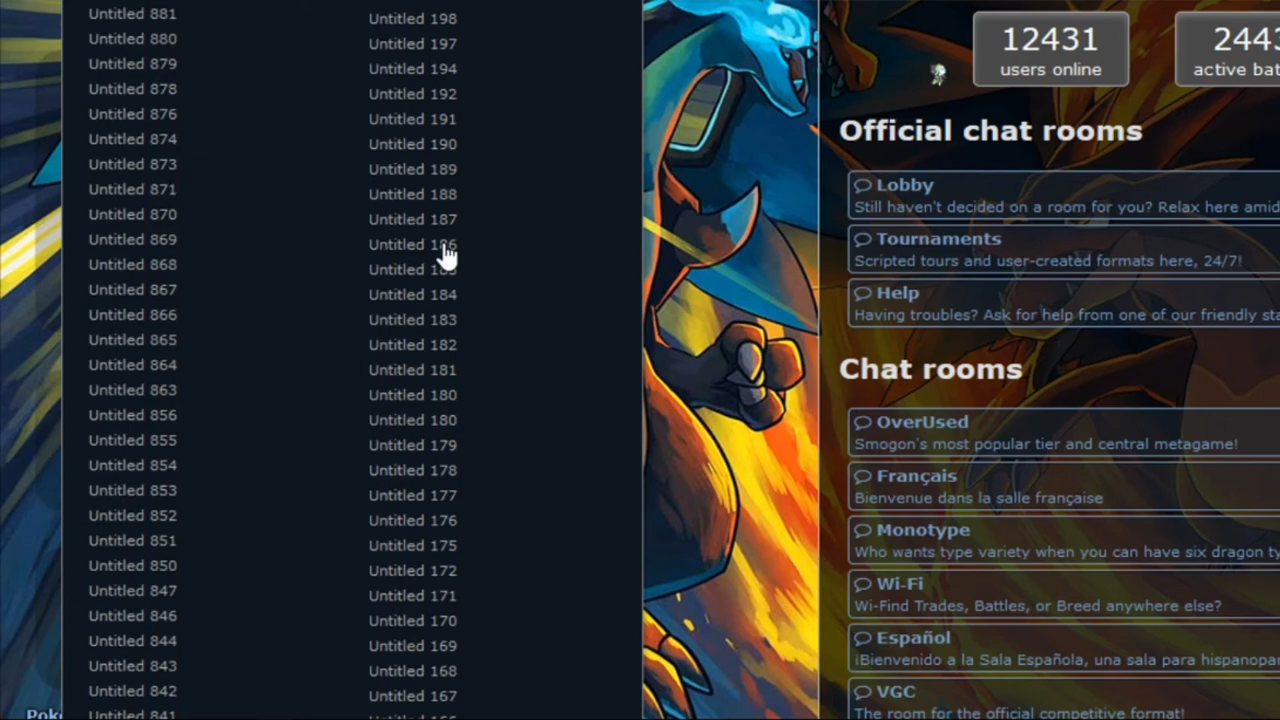 Untitled 881
Untitled 880
Untitled 879
Untitled 878
Untitled 876
Untitled 874
Untitled 873
Untitled 871
Untitled 870
Untitled 869
Untitled 868
Untitled 867
Untitled 866
Untitled 865
Untitled 864
Untitled 863
Untitled 856
Untitled 855
Untitled 854
Untitled 853
Untitled 852
Untitled 851
Untitled 850
Untitled 847
Untitled 846
Untitled 844
Untitled 843
Untitled 842
Untitled 841
Untitled 198
Untitled 197
Untitled 194
Untitled 192
Untitled 191
Untitled 190
Untitled 189
Untitled 188
Untitled 187
Untitled 186
Untitled 185
Untitled 184
Untitled 183
Untitled 182
Untitled 181
Untitled 180
Untitled 180
Untitled 179
Untitled 178
Untitled 177
Untitled 176
Untitled 175
Untitled 172
Untitled 171
Untitled 170
Untitled 169
Untitled 168
Untitled 167
Poké
12431
users online
2443
active bat
Official chat rooms
Lobby
Still haven't decided on a room for you? Relax here amid
Tournaments
Scripted tours and user-created formats here, 24/7!
Help
Having troubles? Ask for help from one of our friendly sta
Chat rooms
OverUsed
Smogon's most popular tier and central metagame!
Français
Bienvenue dans la salle française
Monotype
Who wants type variety when you can have six dragon ty
Wi-Fi
Wi-Find Trades, Battles, or Breed anywhere else?
Español
¡Bienvenido a la Sala Española, una sala para hispanopar
VGC
The room for the official competitive format!